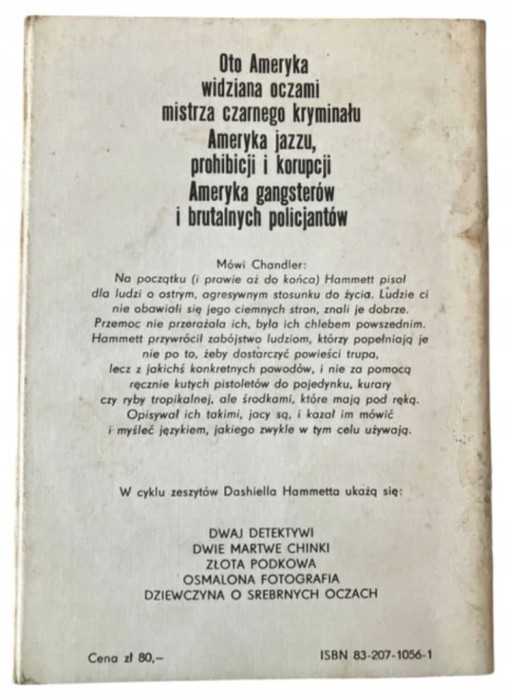 Oto Ameryka
widziana oczami
mistrza czarnego kryminału
Ameryka jazzu,
prohibicji i korupcji
Ameryka gangsterów
i brutalnych policjantów
Mówi Chandler:
Na początku (i prawie aż do końca) Hammett pisał
dla ludzi o ostrym, agresywnym stosunku do życia. Ludzie ci
nie obawiali się jego ciemnych stron, znali je dobrze.
Przemoc nie przerażała ich, była ich chlebem powszednim.
Hammett przywrócił zabójstwo ludziom, którzy popełniają je
nie po to, żeby dostarczyć powieści trupa,
lecz z jakichś konkretnych powodów, i nie za pomocą
ręcznie kutych pistoletów do pojedynku, kurary
czy ryby tropikalnej, ale środkami, które mają pod ręką.
Opisywał ich takimi, jacy są, i kazał im mówić
i myśleć językiem, jakiego zwykle w tym celu używają.
W cyklu zeszytów Dashiella Hammetta ukażą się:
DWAJ DETEKTYWI
DWIE MARTWE CHINKI
ZŁOTA PODKOWA
OSMALONA FOTOGRAFIA
DZIEWCZYNA O SREBRNYCH OCZACH
Cena zł 80,—
ISBN 83-207-1056-1